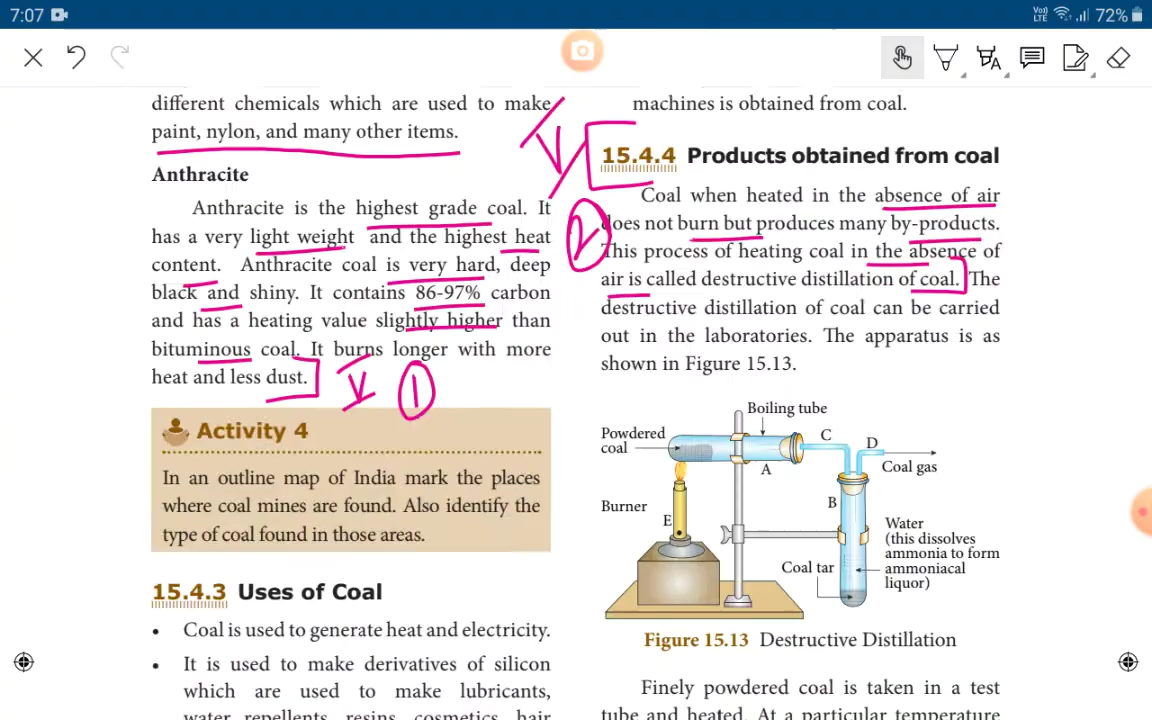 7:07
Vo)
LTE
72%
different chemicals which are used to make
paint, nylon, and many other items.
Anthracite
Anthracite is the highest grade coal. It
has a very light weight and the highest heat
content. Anthracite coal is very hard, deep
black and shiny. It contains 86-97% carbon
and has a heating value slightly higher than
bituminous coal. It burns longer with more
heat and less dust.
V
1
Activity 4
In an outline map of India mark the places
where coal mines are found. Also identify the
type of coal found in those areas.
15.4.3 Uses of Coal
• Coal is used to generate heat and electricity.
• It is used to make derivatives of silicon
which are used to make lubricants,
water repellents, resins, cosmetics, hair
machines is obtained from coal.
V
2
15.4.4 Products obtained from coal
Coal when heated in the absence of air
does not burn but produces many by-products.
This process of heating coal in the absence of
air is called destructive distillation of coal. The
destructive distillation of coal can be carried
out in the laboratories. The apparatus is as
shown in Figure 15.13.
Boiling tube
Powdered
coal
C
D
Coal gas
A
B
Burner
E
Water
(this dissolves
ammonia to form
ammoniacal
liquor)
Coal tar
Figure 15.13 Destructive Distillation
Finely powdered coal is taken in a test
tube and heated. At a particular temperature